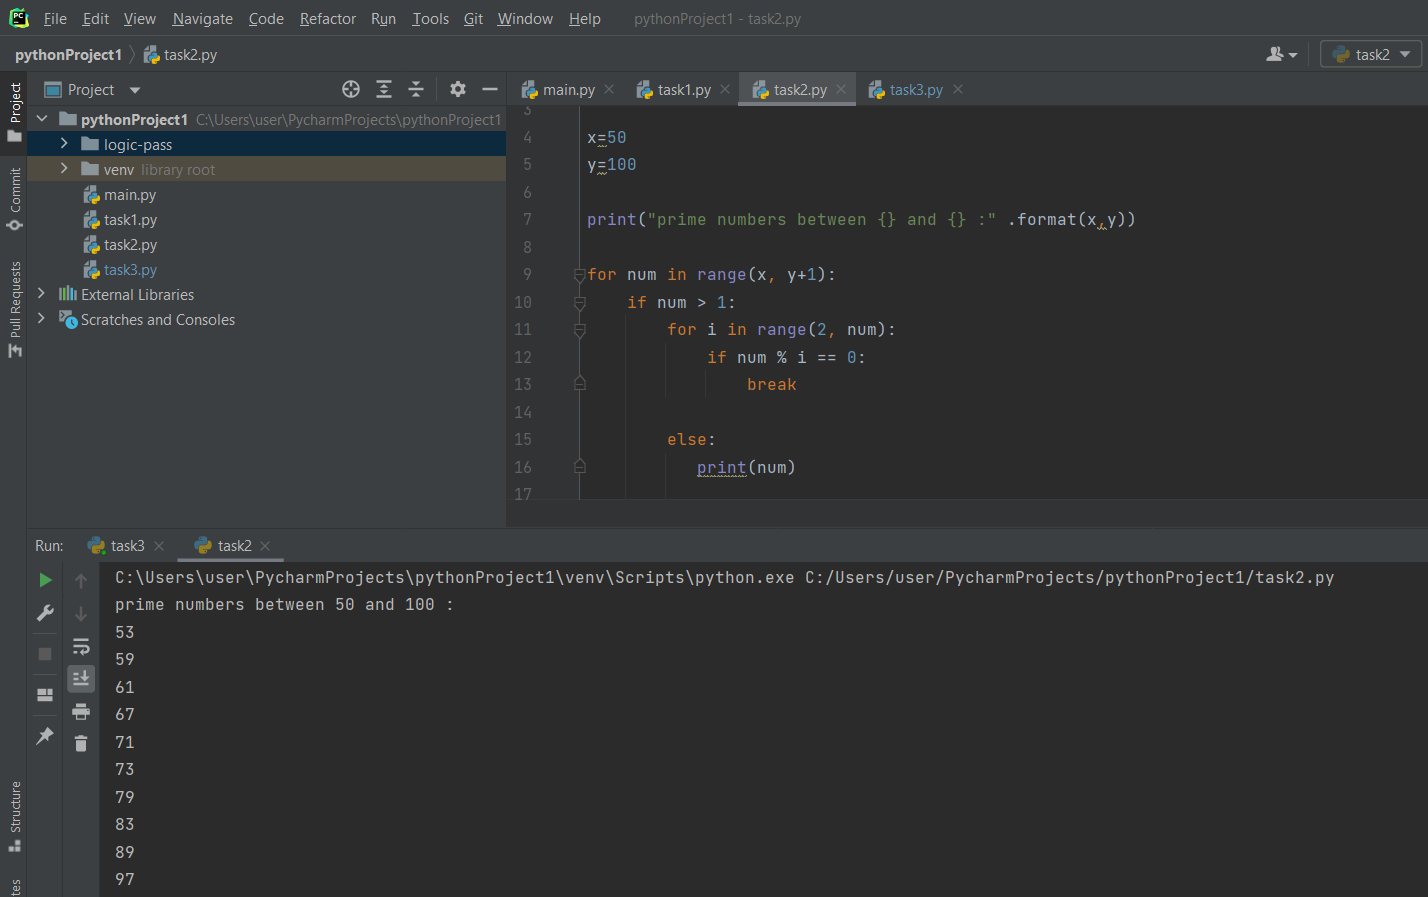 PC File Edit View Navigate Code Refactor Run Tools Git Window Help pythonProject1 - task2.py
pythonProject1 task2.py task2
Project
Commit
Pull Requests
Structure
Project
pythonProject1 C:\Users\user\PycharmProjects\pythonProject1
logic-pass
venv library root
main.py
task1.py
task2.py
task3.py
External Libraries
Scratches and Consoles
main.py task1.py task2.py task3.py
3
4 x=50
5 y=100
6
7 print("prime numbers between {} and {} :" .format(x,y))
8
9 for num in range(x, y+1):
10 if num > 1:
11 for i in range(2, num):
12 if num % i == 0:
13 break
14
15 else:
16 print(num)
17
Run: task3 task2
C:\Users\user\PycharmProjects\pythonProject1\venv\Scripts\python.exe C:/Users/user/PycharmProjects/pythonProject1/task2.py
prime numbers between 50 and 100 :
53
59
61
67
71
73
79
83
89
97